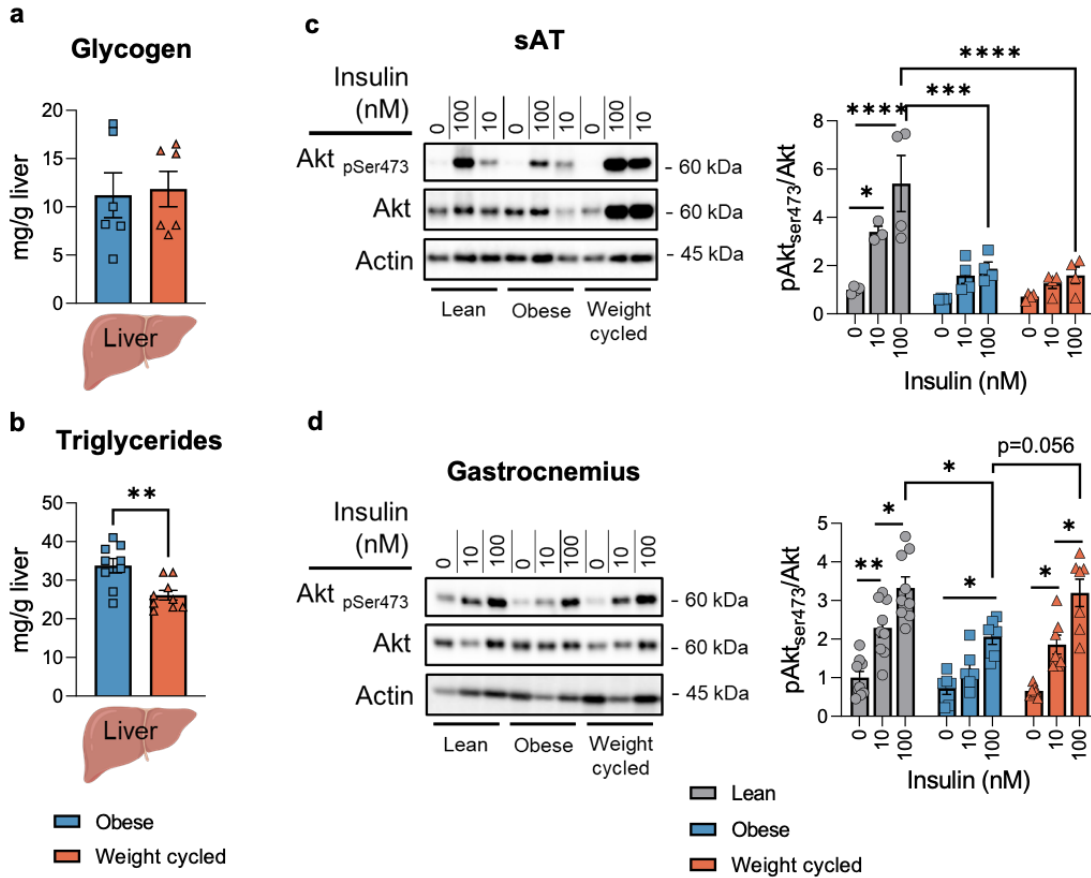 a
Glycogen
mg/g liver
20
15
10
5
0
Liver
b
Triglycerides
mg/g liver
50
40
30
20
10
0
**
Liver
Obese
Weight cycled
c
sAT
Insulin
(nM)
0 100 10 0 100 10 0 100 10
Akt pSer473
- 60 kDa
Akt
- 60 kDa
Actin
- 45 kDa
Lean Obese Weight
cycled
pAktser473/Akt
8
6
4
2
0
****
***
****
*
0 10 100 0 10 100 0 10 100
Insulin (nM)
d
Gastrocnemius
Insulin
(nM)
0 10 100 0 10 100 0 10 100
Akt pSer473
- 60 kDa
Akt
- 60 kDa
Actin
- 45 kDa
Lean Obese Weight
cycled
pAktser473/Akt
5
4
3
2
1
0
p=0.056
*
* *
** * *
0 10 100 0 10 100 0 10 100
Insulin (nM)
Lean
Obese
Weight cycled